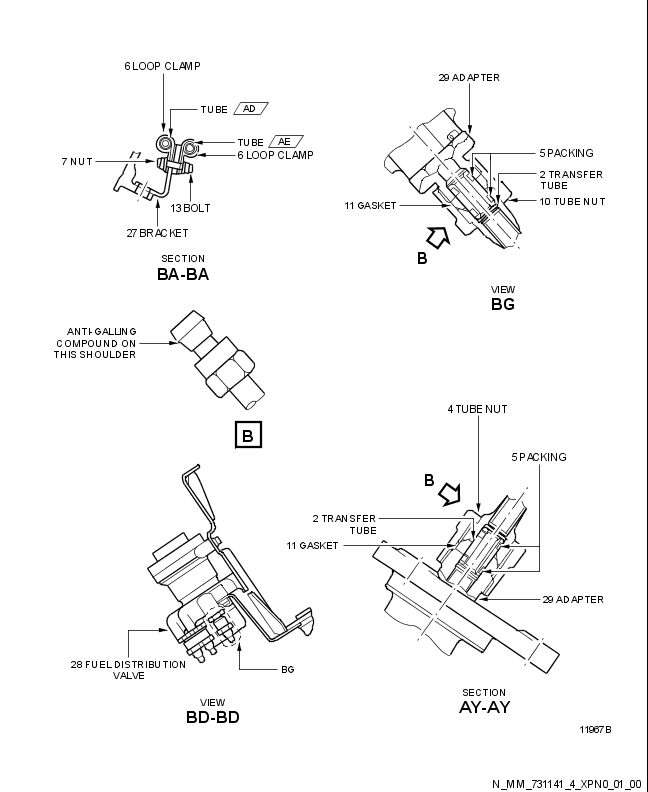 6 LOOP CLAMP
TUBE AD
TUBE AE
6 LOOP CLAMP
7 NUT
13 BOLT
27 BRACKET
SECTION
BA-BA
29 ADAPTER
5 PACKING
2 TRANSFER
TUBE
10 TUBE NUT
11 GASKET
B
VIEW
BG
ANTI-GALLING
COMPOUND ON
THIS SHOULDER
B
4 TUBE NUT
5 PACKING
B
2 TRANSFER
TUBE
11 GASKET
29 ADAPTER
SECTION
AY-AY
28 FUEL DISTRIBUTION
VALVE
BG
VIEW
BD-BD
11967B
N_MM_731141_4_XPN0_01_00